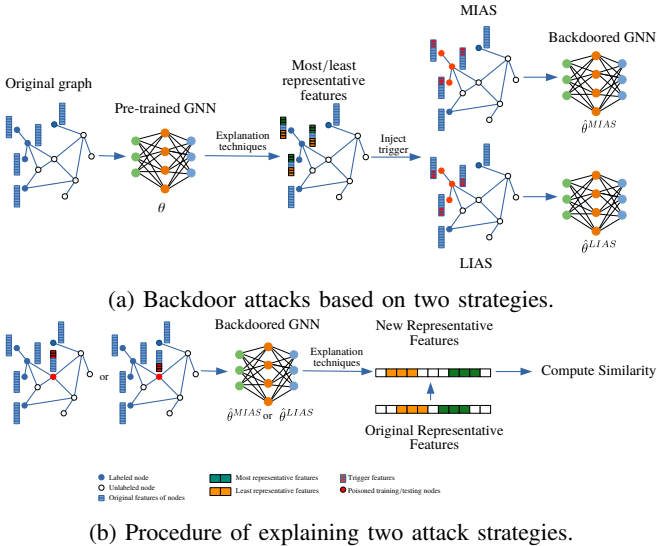 MIAS
Backdoored GNN
Original graph
Pre-trained GNN
Most/least
representative
features
Explanation
techniques
Inject
trigger
θ
θ̂^{MIAS}
LIAS
θ̂^{LIAS}
(a) Backdoor attacks based on two strategies.
Backdoored GNN
New Representative
Features
or
Explanation
techniques
Compute Similarity
θ̂^{MIAS} or θ̂^{LIAS}
Original Representative
Features
Labeled node
Unlabeled node
Original features of nodes
Most representative features
Least representative features
Trigger features
Poisoned training/testing nodes
(b) Procedure of explaining two attack strategies.